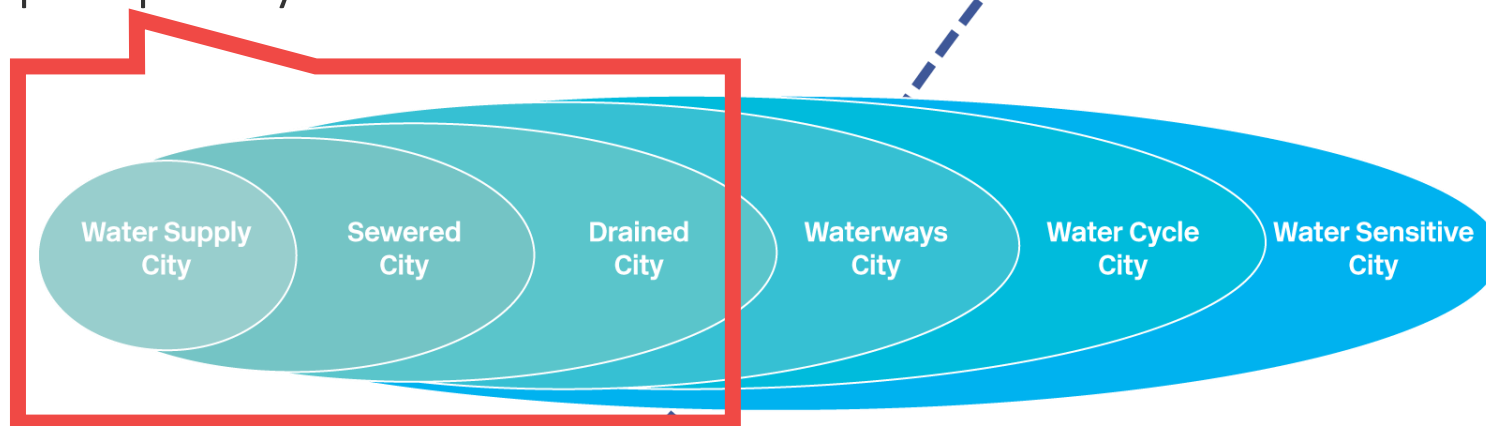 Water Supply
City
Sewered
City
Drained
City
Waterways
City
Water Cycle
City
Water Sensitive
City